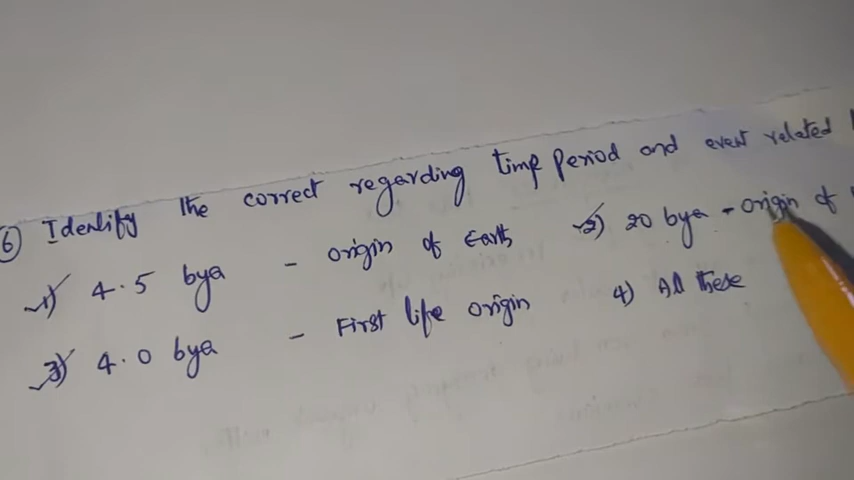 6) Identify the correct regarding time period and event related
1) 4.5 bya - origin of Earth 2) 20 bya - origin of
3) 4.0 bya - First life origin 4) All these